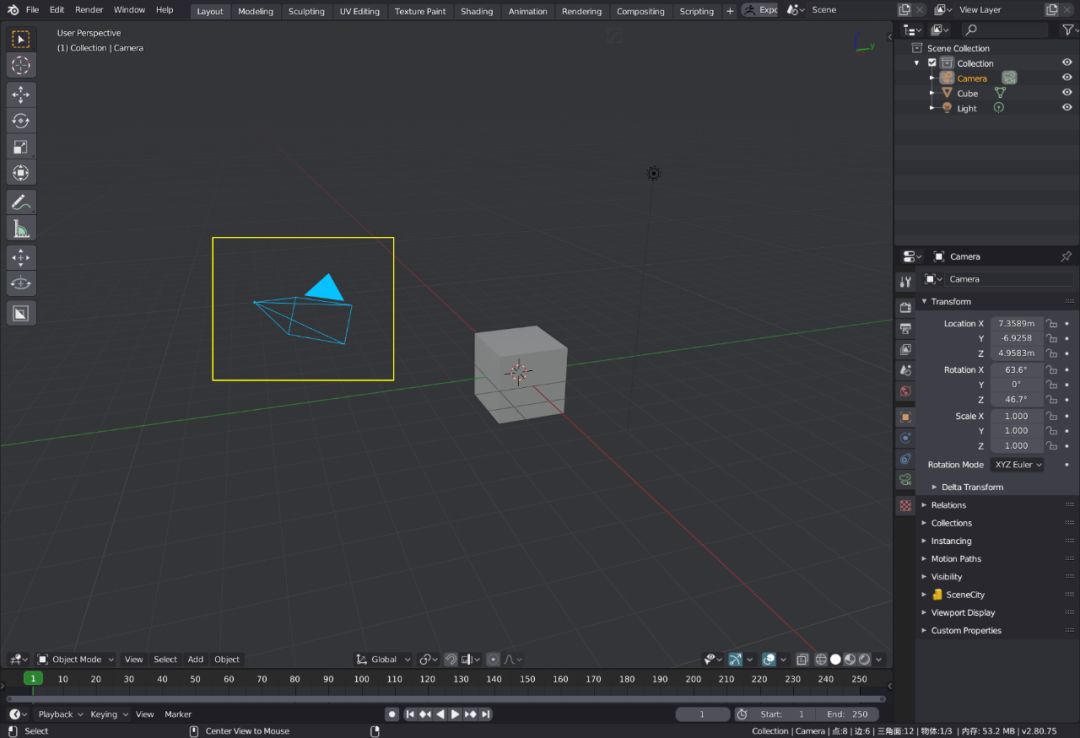 File Edit Render Window Help Layout Modeling Sculpting UV Editing Texture Paint Shading Animation Rendering Compositing Scripting + Scene View Layer
User Perspective
(1) Collection | Camera
y
Scene Collection
Collection
Camera
Cube
Light
Camera
Camera
Transform
Location X 7.3589m
Y -6.9258
Z 4.9583m
Rotation X 63.6°
Y 0°
Z 46.7°
Scale X 1.000
Y 1.000
Z 1.000
Rotation Mode XYZ Euler
Delta Transform
Relations
Collections
Instancing
Motion Paths
Visibility
SceneCity
Viewport Display
Custom Properties
Object Mode View Select Add Object Global
1 10 20 30 40 50 60 70 80 90 100 110 120 130 140 150 160 170 180 190 200 210 220 230 240 250
Playback Keying View Marker 1 Start: 1 End: 250
Select Center View to Mouse Collection | Camera | 点:8 | 边:6 | 三角面:12 | 物体:1/3 | 内存: 53.2 MB | v2.80.75